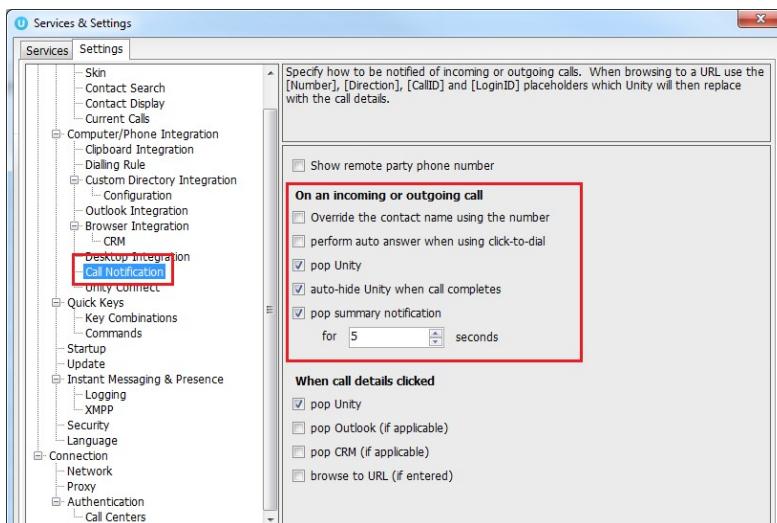 Services & Settings
Services
Settings
Skin
Contact Search
Contact Display
Current Calls
Computer/Phone Integration
Clipboard Integration
Dialling Rule
Custom Directory Integration
Configuration
Outlook Integration
Browser Integration
CRM
Desktop Integration
Call Notification
Unity Connect
Quick Keys
Key Combinations
Commands
Startup
Update
Instant Messaging & Presence
Logging
XMPP
Security
Language
Connection
Network
Proxy
Authentication
Call Centers
Specify how to be notified of incoming or outgoing calls. When browsing to a URL use the
[Number], [Direction], [CallID] and [LoginID] placeholders which Unity will then replace
with the call details.
Show remote party phone number
On an incoming or outgoing call
Override the contact name using the number
perform auto answer when using click-to-dial
pop Unity
auto-hide Unity when call completes
pop summary notification
for 5 seconds
When call details clicked
pop Unity
pop Outlook (if applicable)
pop CRM (if applicable)
browse to URL (if entered)